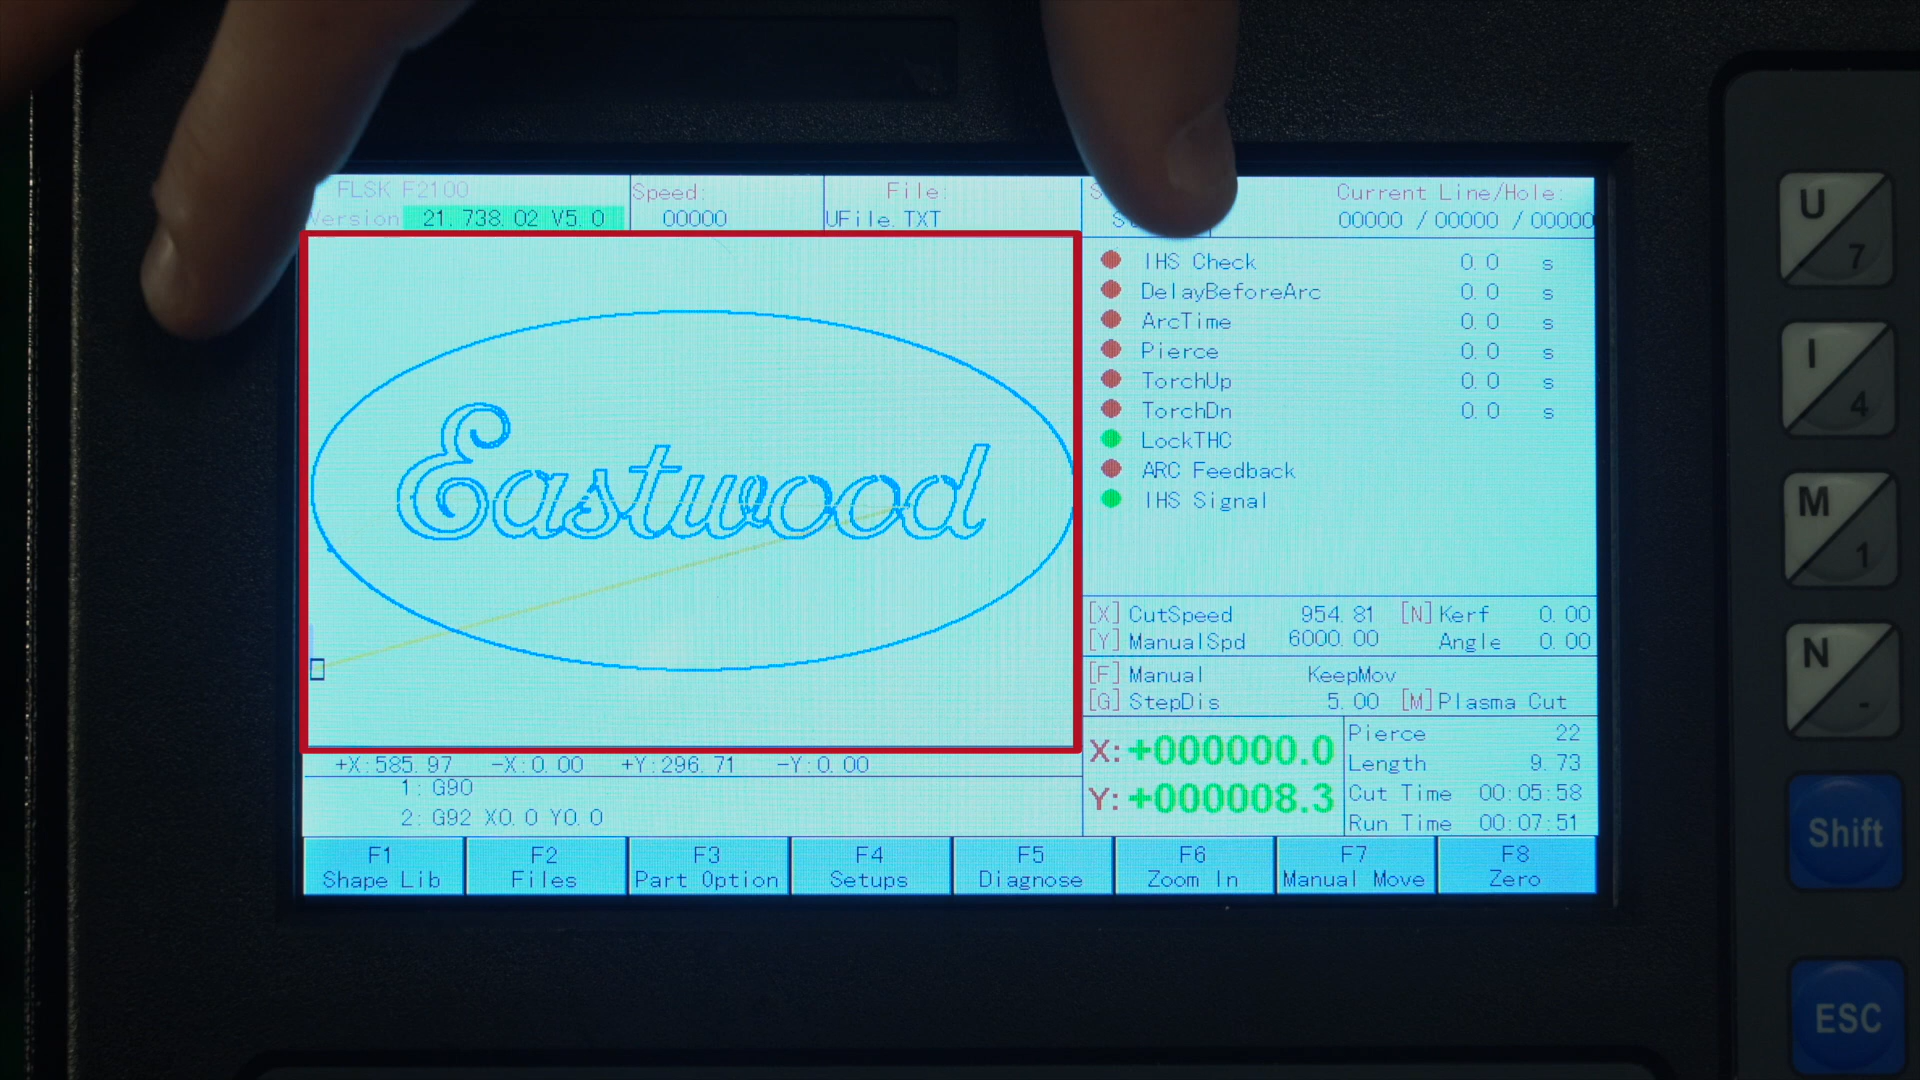 FLSK F2100
Version 21.738.02 V5.0
Speed:
00000
File:
UFile.TXT
Current Line/Hole:
00000 /00000 /00000
Eastwood
IHS Check 0.0 s
DelayBeforeArc 0.0 s
ArcTime 0.0 s
Pierce 0.0 s
TorchUp 0.0 s
TorchDn 0.0 s
LockTHC
ARC Feedback
IHS Signal
[X] CutSpeed 954.81 [N] Kerf 0.00
[Y] ManualSpd 6000.00 Angle 0.00
[F] Manual KeepMov
[G] StepDis 5.00 [M] Plasma Cut
X: +000000.0
Y: +000008.3
Pierce 22
Length 9.73
Cut Time 00:05:58
Run Time 00:07:51
+X:585.97 -X:0.00 +Y:296.71 -Y:0.00
1: G90
2: G92 X0.0 Y0.0
F1 Shape Lib
F2 Files
F3 Part Option
F4 Setups
F5 Diagnose
F6 Zoom In
F7 Manual Move
F8 Zero
U 7
I 4
M 1
N -
Shift
ESC